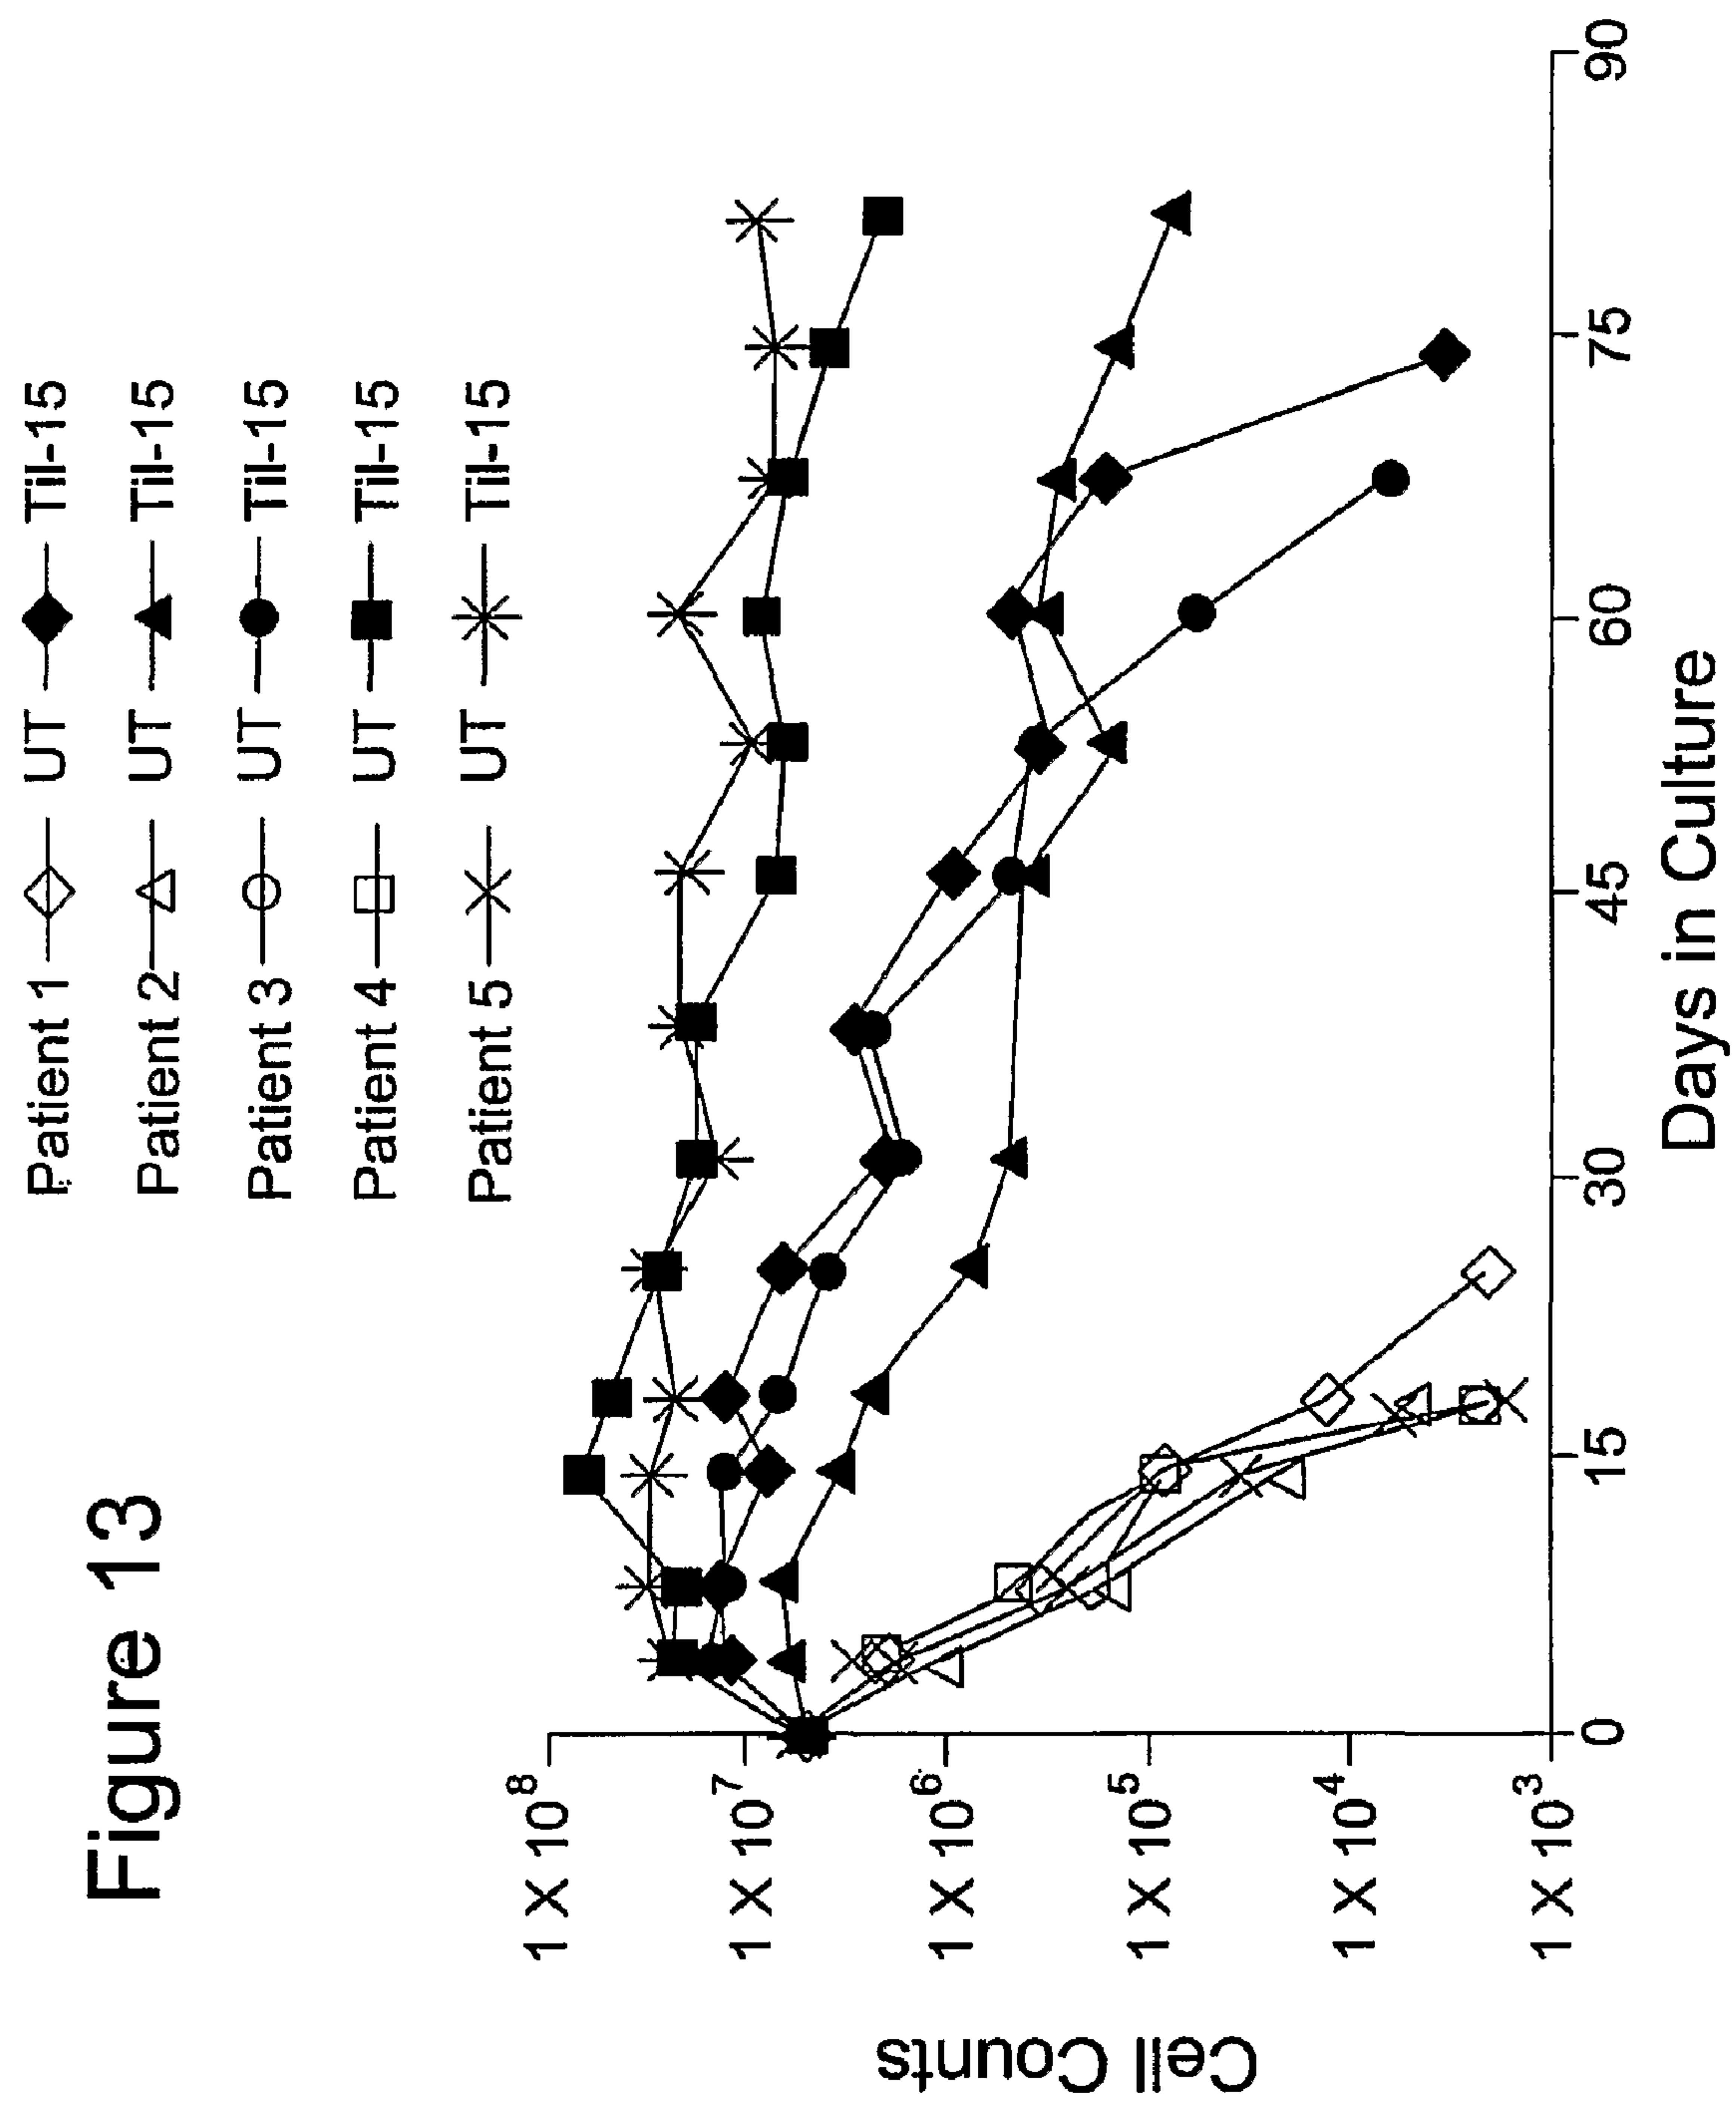 Figure 13
Patient 1 UT Til-15
Patient 2 UT Til-15
Patient 3 UT Til-15
Patient 4 UT Til-15
Patient 5 UT Til-15
1 X 10⁸
1 X 10⁷
1 X 10⁶
1 X 10⁵
1 X 10⁴
1 X 10³
Cell Counts
0 15 30 45 60 75 90
Days in Culture